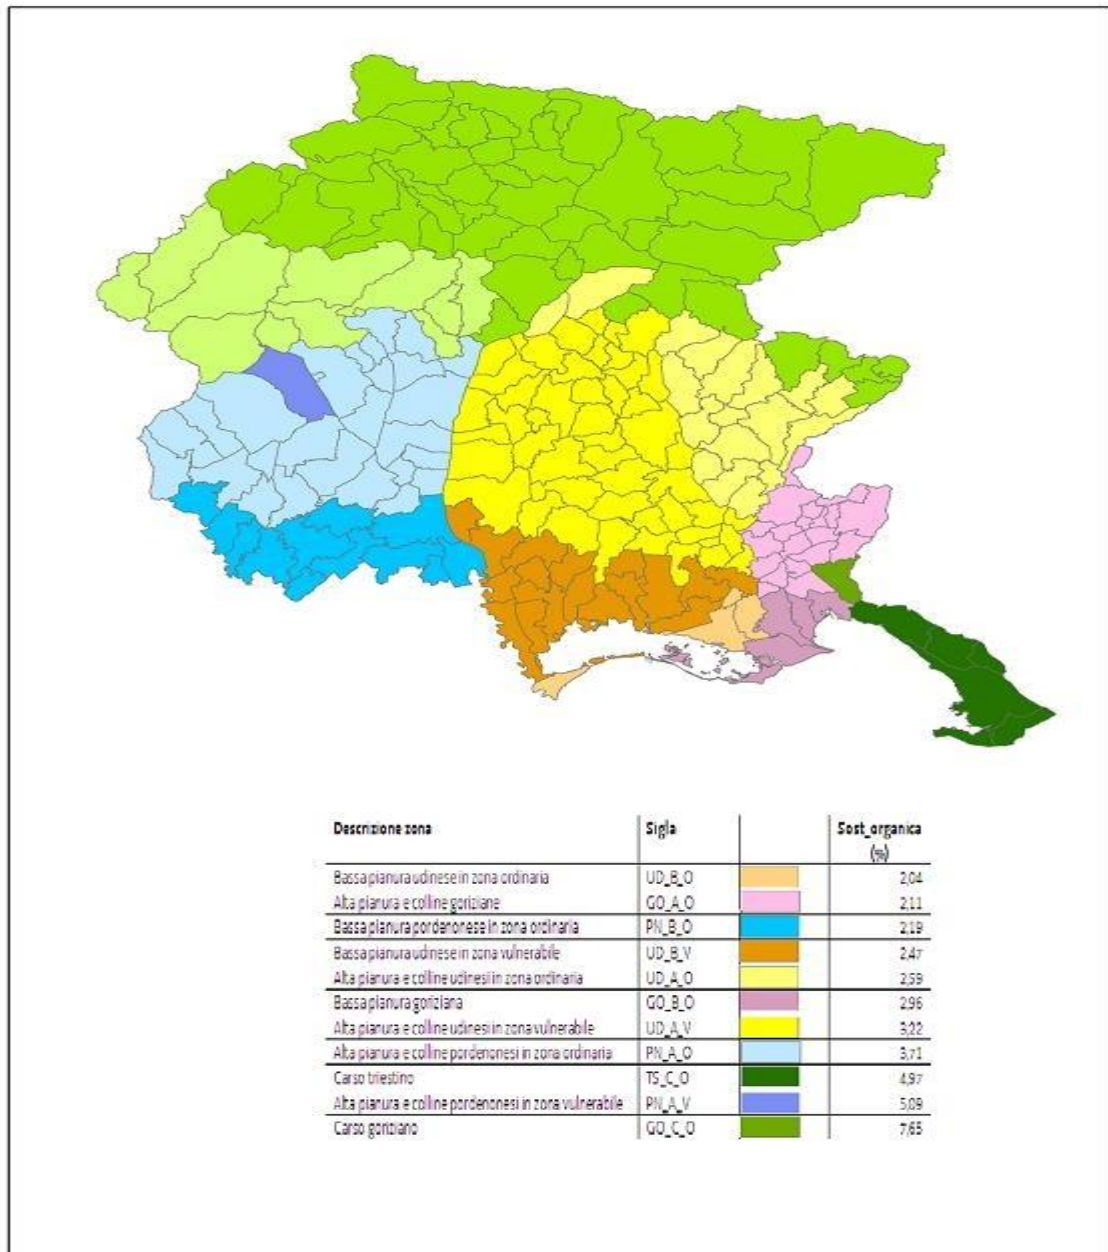 Descrizione zona Sigla Sost_organica (%)
Bassa pianura udinese in zona ordinaria UD_B_O 2,04
Alta pianura e colline goriziane GO_A_O 2,11
Bassa pianura pordenonese in zona ordinaria PN_B_O 2,19
Bassa pianura udinese in zona vulnerabile UD_B_V 2,47
Alta pianura e colline udinesi in zona ordinaria UD_A_O 2,59
Bassa pianura goriziana GO_B_O 2,96
Alta pianura e colline udinesi in zona vulnerabile UD_A_V 3,22
Alta pianura e colline pordenonesi in zona ordinaria PN_A_O 3,71
Carso triestino TS_C_O 4,97
Alta pianura e colline pordenonesi in zona vulnerabile PN_A_V 5,09
Carso goriziano GO_C_O 7,65